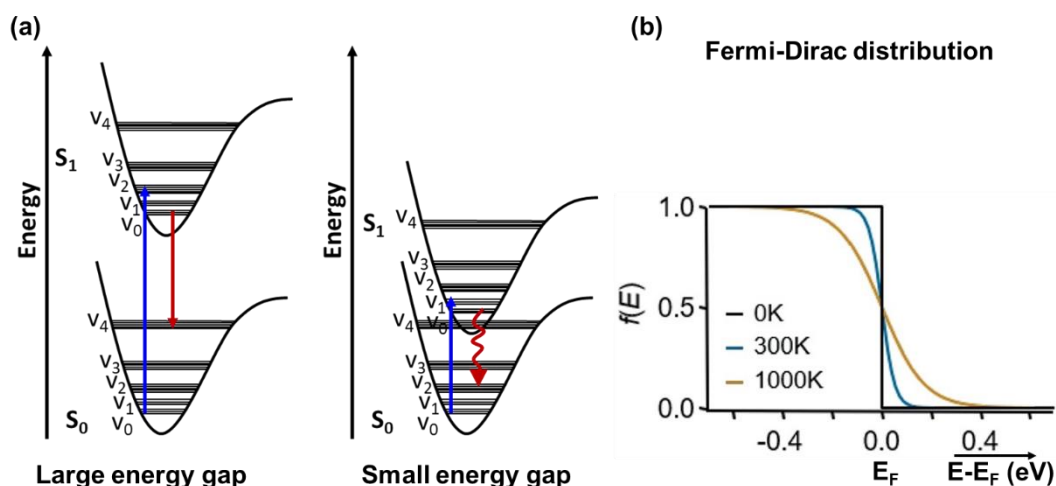 (a)
Energy
S₁
V₄
V₃
V₂
V₁
V₀
V₄
V₃
V₂
V₁
V₀
S₀
Large energy gap
Energy
S₁
V₄
V₃
V₂
V₁
V₀
V₄
V₃
V₂
V₁
V₀
S₀
Small energy gap
(b)
Fermi-Dirac distribution
f(E)
1.0
0.5
0.0
0K
300K
1000K
-0.4
0.0
0.4
E_F
E-E_F (eV)